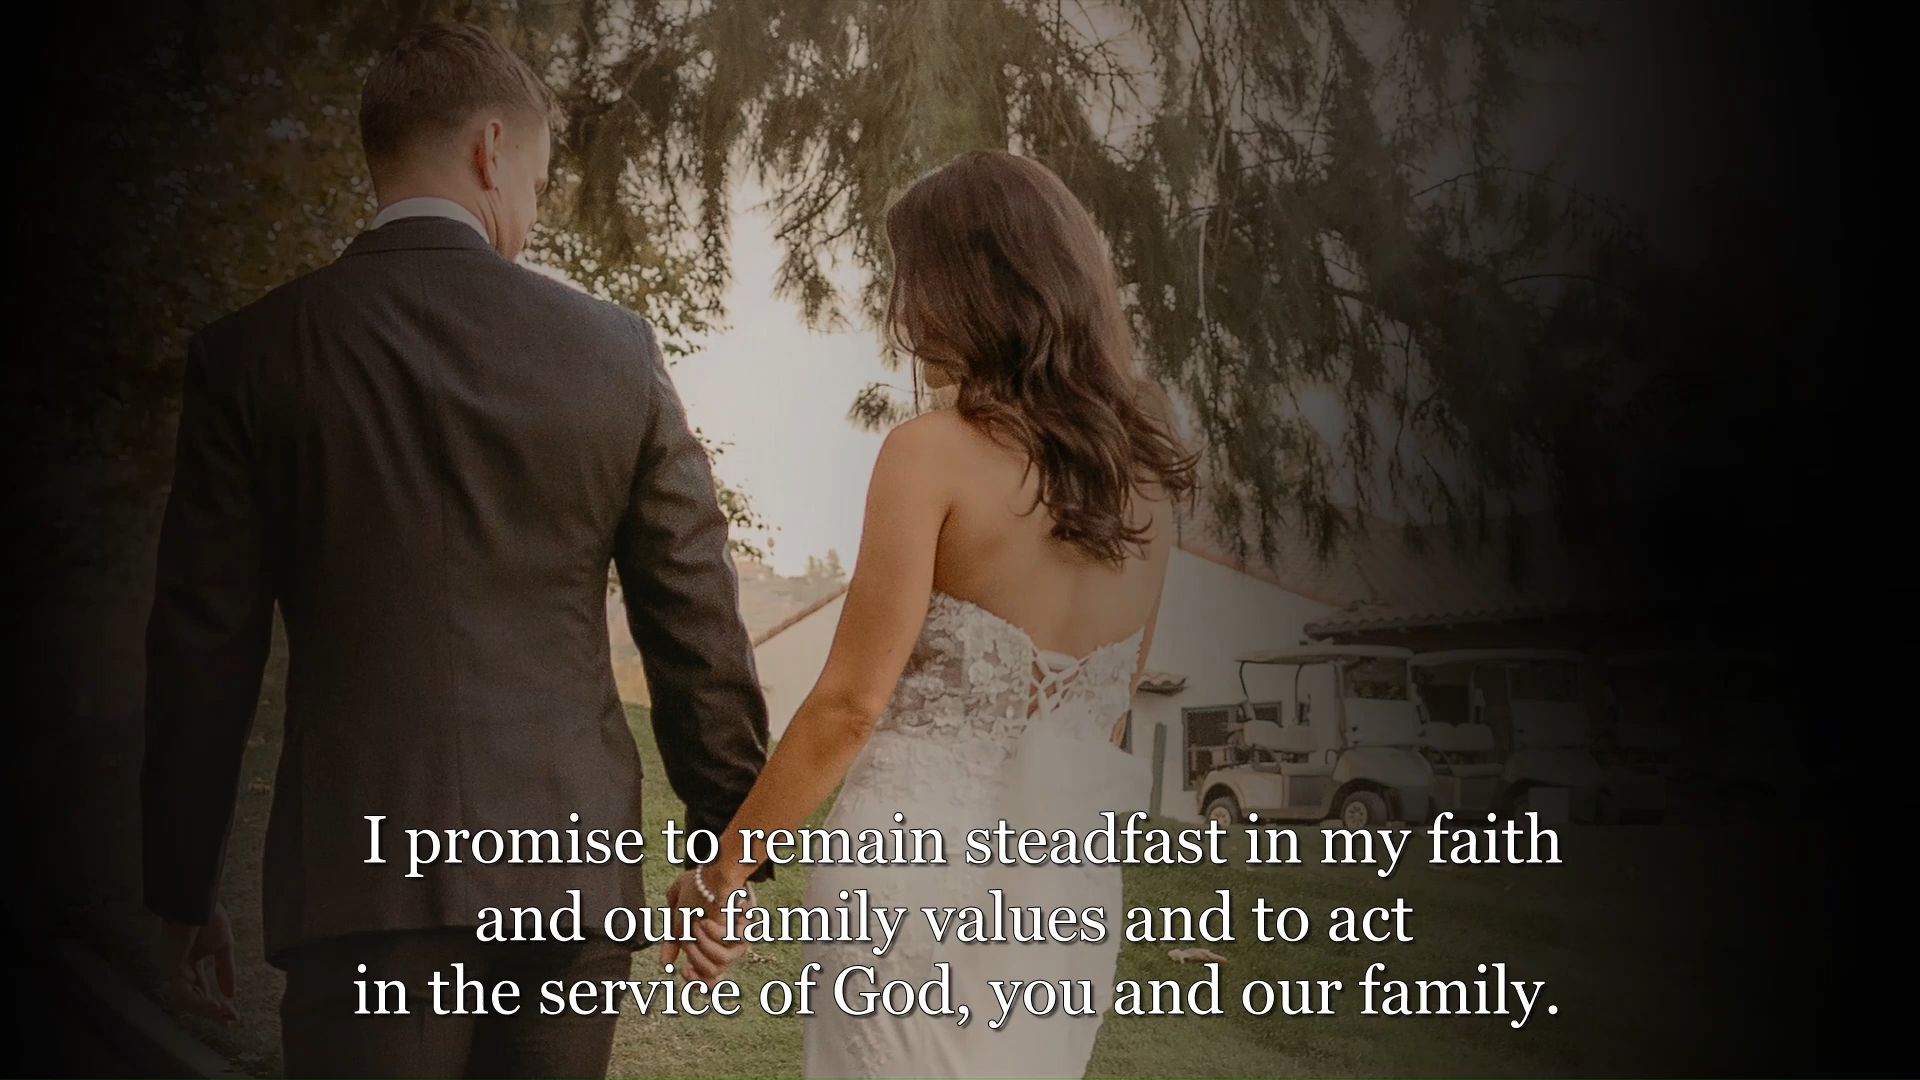 I promise to remain steadfast in my faith
and our family values and to act
in the service of God, you and our family.